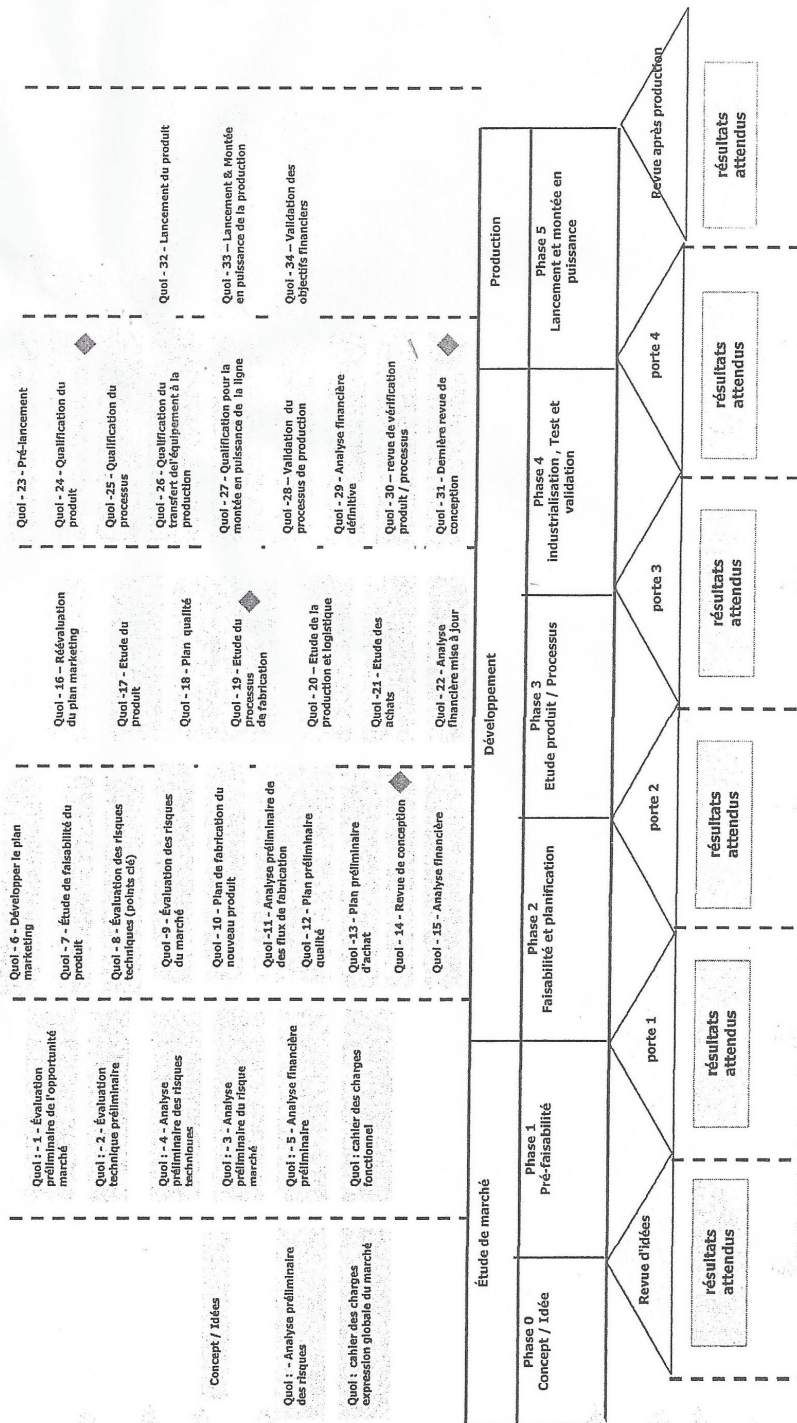 Concept / Idées
Quoi : - Analyse préliminaire
des risques
Quoi : cahier des charges
expression globale du marché
Quoi : - 1 - Évaluation
préliminaire de l'opportunité
marché
Quoi : - 2 - Évaluation
technique préliminaire
Quoi : - 4 - Analyse
préliminaire des risques
techniques
Quoi : - 3 - Analyse
préliminaire du risque
marché
Quoi : - 5 - Analyse financière
préliminaire
Quoi : cahier des charges
fonctionnel
Quoi - 6 - Développer le plan
marketing
Quoi - 7 - Étude de faisabilité du
produit
Quoi - 8 - Évaluation des risques
techniques (points clé)
Quoi -9 - Évaluation des risques
du marché
Quoi - 10 - Plan de fabrication du
nouveau produit
Quoi -11 - Analyse préliminaire de
des flux de fabrication
Quoi - 12 - Plan préliminaire
qualité
Quoi -13 - Plan préliminaire
d'achat
Quoi - 14 - Revue de conception
Quoi - 15 - Analyse financière
Quoi - 16 – Réévaluation
du plan marketing
Quoi -17 - Etude du
produit
Quoi - 18 - Plan qualité
Quoi - 19 - Etude du
processus
de fabrication
Quoi - 20 – Etude de la
production et logistique
Quoi -21 - Etude des
achats
Quoi - 22 - Analyse
financière mise à jour
Quoi - 23 - Pré-lancement
Quoi - 24 - Qualification du
produit
Quoi -25 - Qualification du
processus
Quoi - 26 - Qualification du
transfert del'équipement à la
production
Quoi - 27 - Qualification pour la
montée en puissance de la ligne
Quoi -28 – Validation du
processus de production
Quoi - 29 - Analyse financière
définitive
Quoi - 30 – revue de vérification
produit / processus
Quoi - 31 - Dernière revue de
conception
Quoi - 32 - Lancement du produit
Quoi - 33 – Lancement & Montée
en puissance de la production
Quoi - 34 – Validation des
objectifs financiers
Étude de marché
Développement
Production
Phase 0
Concept / Idée
Phase 1
Pré-faisabilité
Phase 2
Faisabilité et planification
Phase 3
Etude produit / Processus
Phase 4
industrialisation , Test et
validation
Phase 5
Lancement et montée en
puissance
Revue d'idées
porte 1
porte 2
porte 3
porte 4
Revue après production
résultats
attendus
résultats
attendus
résultats
attendus
résultats
attendus
résultats
attendus
résultats
attendus